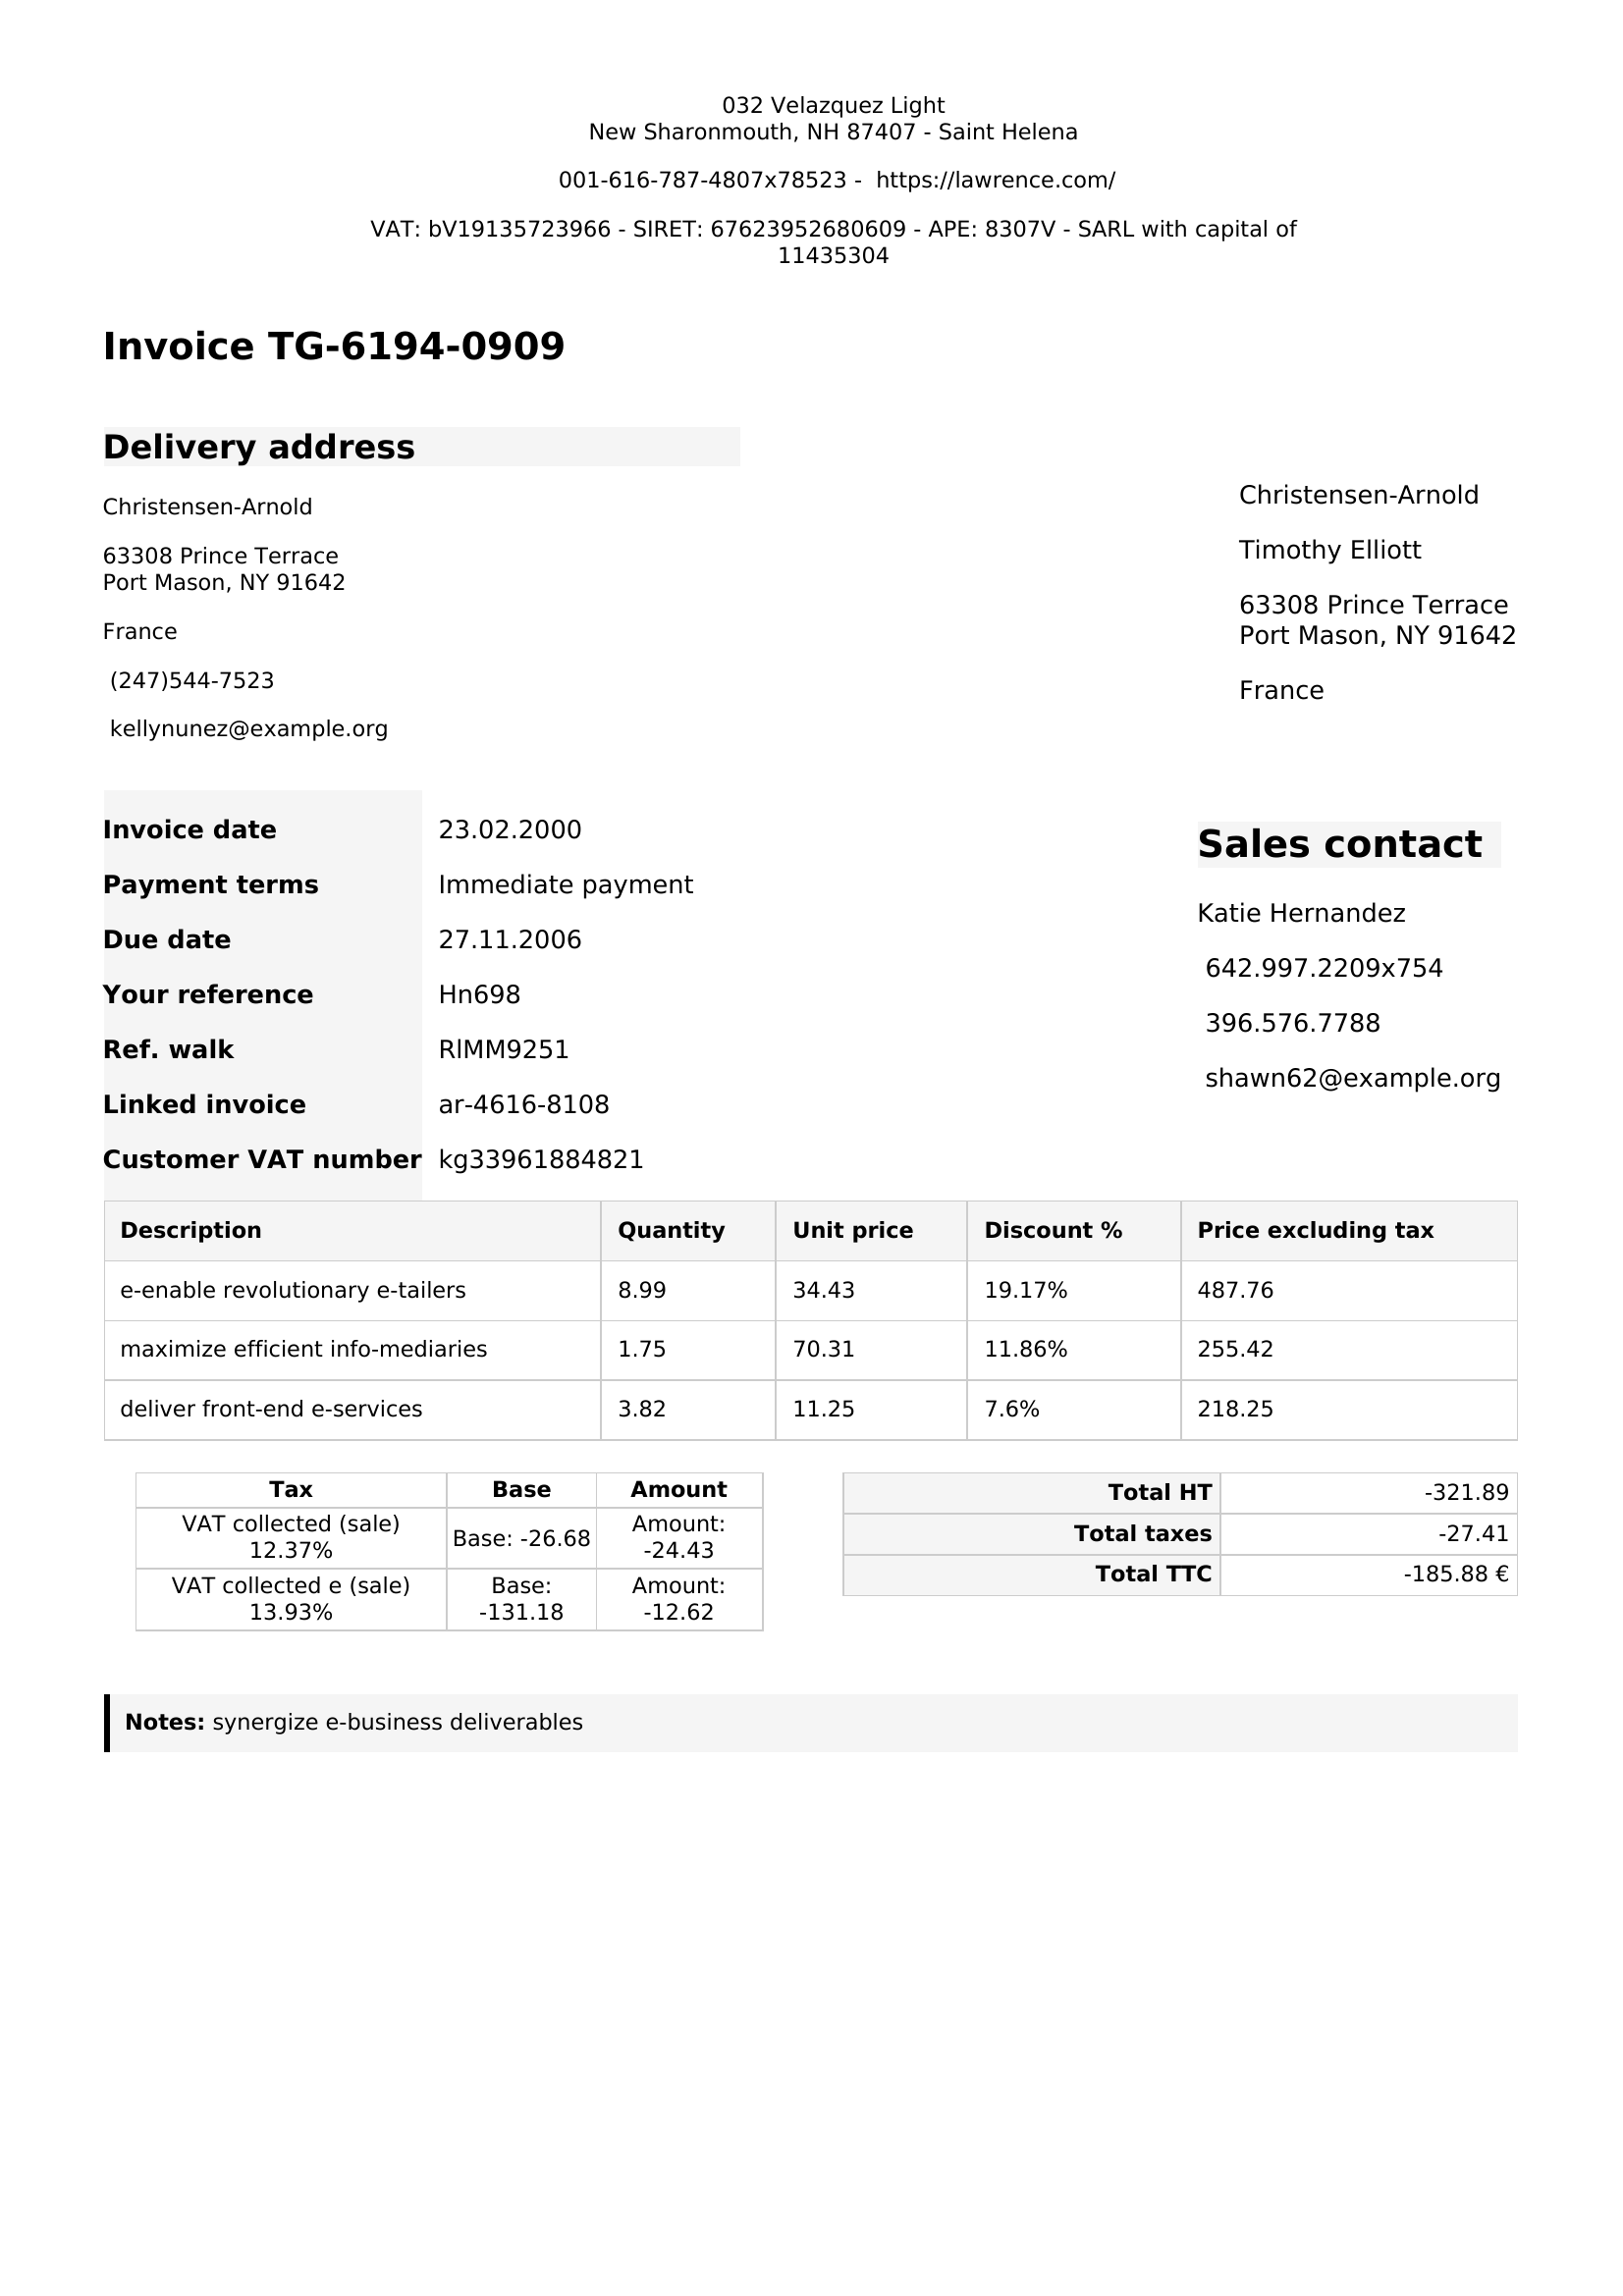 032 Velazquez Light
New Sharonmouth, NH 87407 - Saint Helena
001-616-787-4807x78523 - https://lawrence.com/
VAT: bV19135723966 - SIRET: 67623952680609 - APE: 8307V - SARL with capital of
11435304
Invoice TG-6194-0909
Delivery address
Christensen-Arnold
63308 Prince Terrace
Port Mason, NY 91642
France
(247)544-7523
kellynunez@example.org
Christensen-Arnold
Timothy Elliott
63308 Prince Terrace
Port Mason, NY 91642
France
Invoice date 23.02.2000
Payment terms Immediate payment
Due date 27.11.2006
Your reference Hn698
Ref. walk RlMM9251
Linked invoice ar-4616-8108
Customer VAT number kg33961884821
Sales contact
Katie Hernandez
642.997.2209x754
396.576.7788
shawn62@example.org
Description Quantity Unit price Discount % Price excluding tax
e-enable revolutionary e-tailers 8.99 34.43 19.17% 487.76
maximize efficient info-mediaries 1.75 70.31 11.86% 255.42
deliver front-end e-services 3.82 11.25 7.6% 218.25
Tax Base Amount
VAT collected (sale) 12.37% Base: -26.68 Amount: -24.43
VAT collected e (sale) 13.93% Base: -131.18 Amount: -12.62
Total HT -321.89
Total taxes -27.41
Total TTC -185.88 €
Notes: synergize e-business deliverables